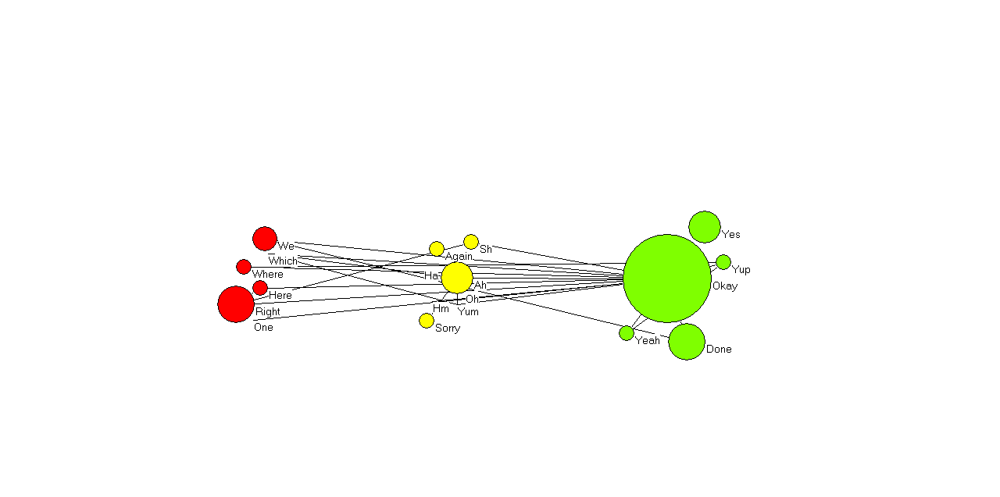 We
Which
Where
Here
Right
One
Again
Sh
Ha
Ah
Oh
Hm
Yum
Sorry
Yes
Yup
Okay
Yeah
Done